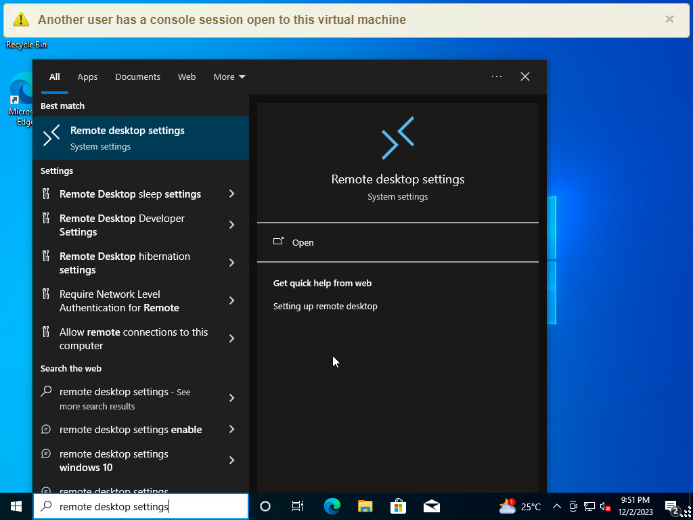 Another user has a console session open to this virtual machine
Recycle Bin
Edge
All Apps Documents Web More
Best match
Remote desktop settings
System settings
Settings
Remote Desktop sleep settings
Remote Desktop Developer
Settings
Remote Desktop hibernation
settings
Require Network Level
Authentication for Remote
Allow remote connections to this
computer
Search the web
remote desktop settings - See
more search results
remote desktop settings enable
remote desktop settings
windows 10
remote desktop settings
Remote desktop settings
System settings
Open
Get quick help from web
Setting up remote desktop
remote desktop settings
1
25°C
9:51 PM
12/2/2023
2